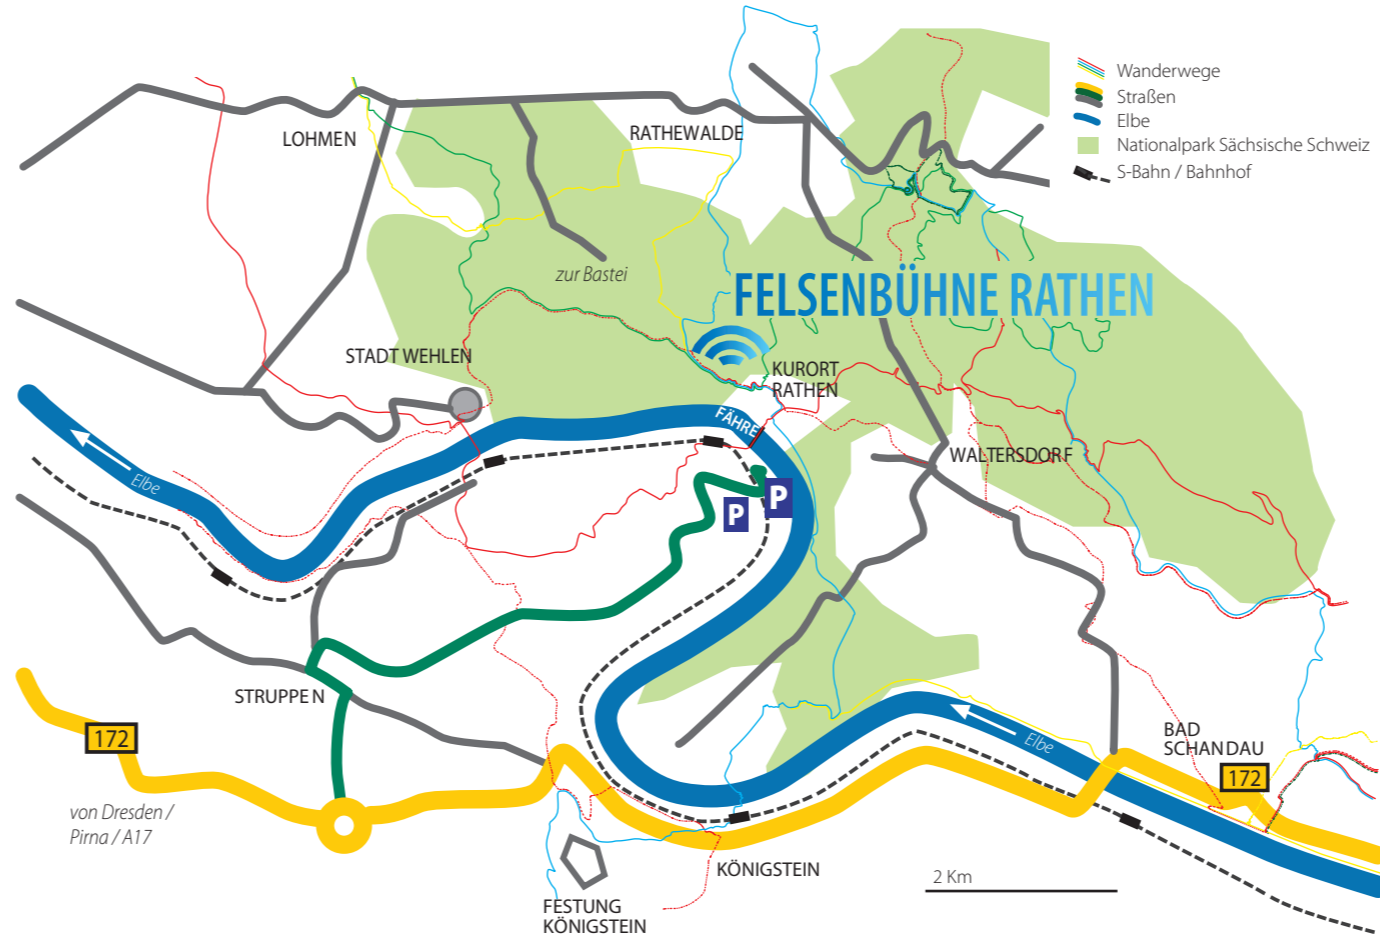 Wanderwege
Straßen
Elbe
Nationalpark Sächsische Schweiz
S-Bahn / Bahnhof
LOHMEN
RATHEWALDE
zur Bastei
FELSENBÜHNE RATHEN
STADT WEHLEN
KURORT
RATHEN
FÄHRE
WALTERSDORF
Elbe
P
P
STRUPPEN
172
BAD
SCHANDAU
Elbe
172
von Dresden /
Pirna / A17
KÖNIGSTEIN
2 Km
FESTUNG
KÖNIGSTEIN